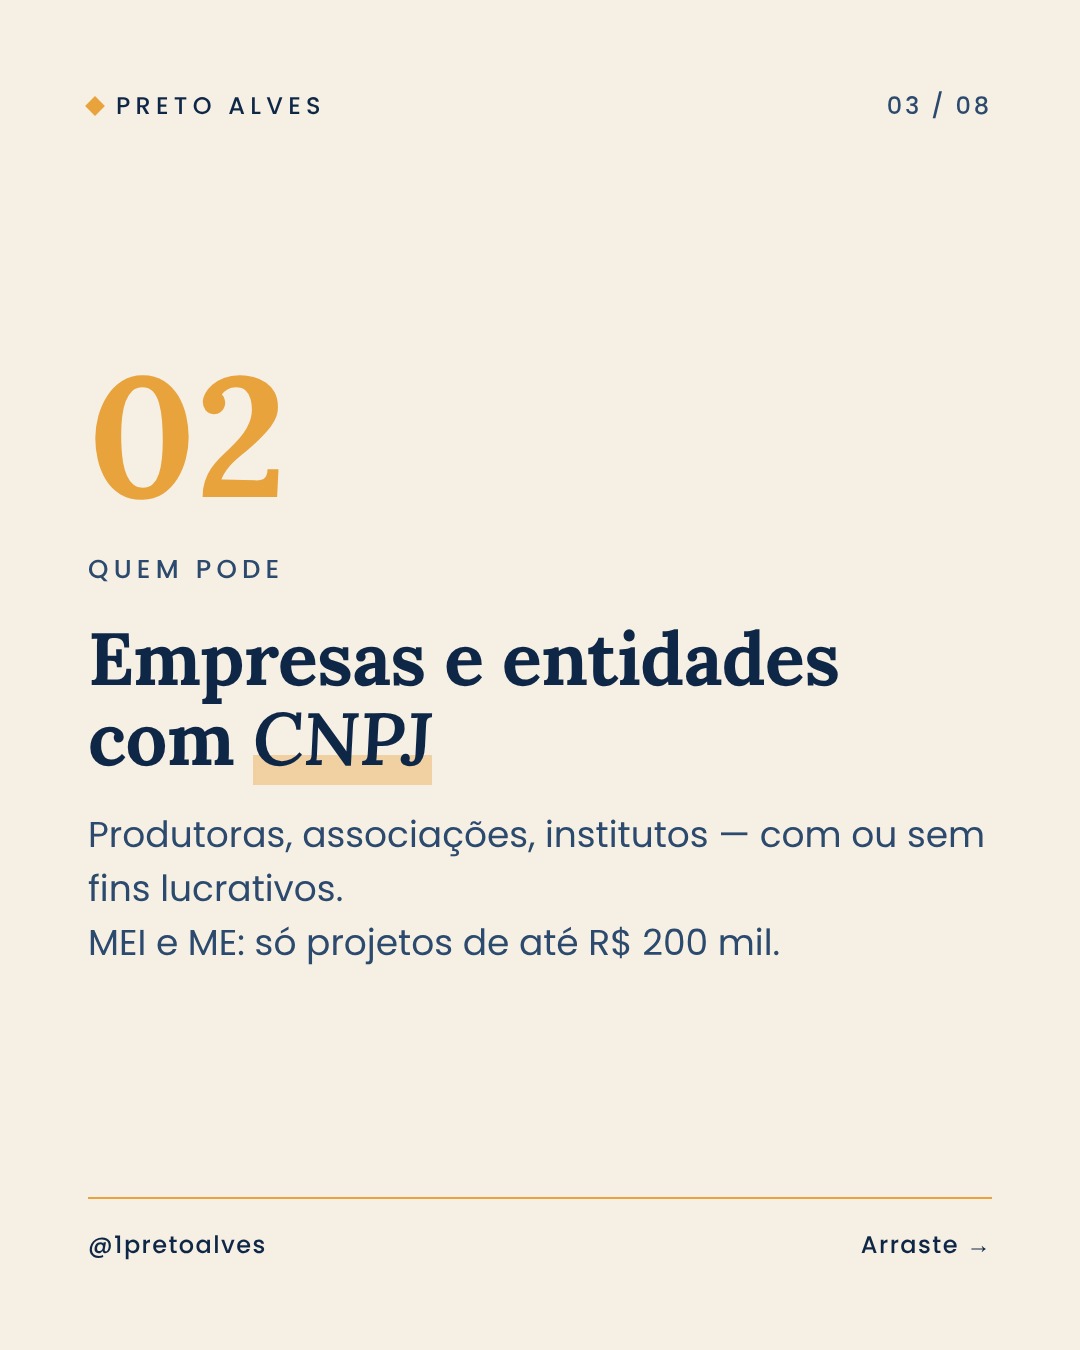 PRETO ALVES
03 / 08
02
QUEM PODE
Empresas e entidades
com CNPJ
Produtoras, associações, institutos — com ou sem
fins lucrativos.
MEI e ME: só projetos de até R$ 200 mil.
@1pretoalves
Arraste →